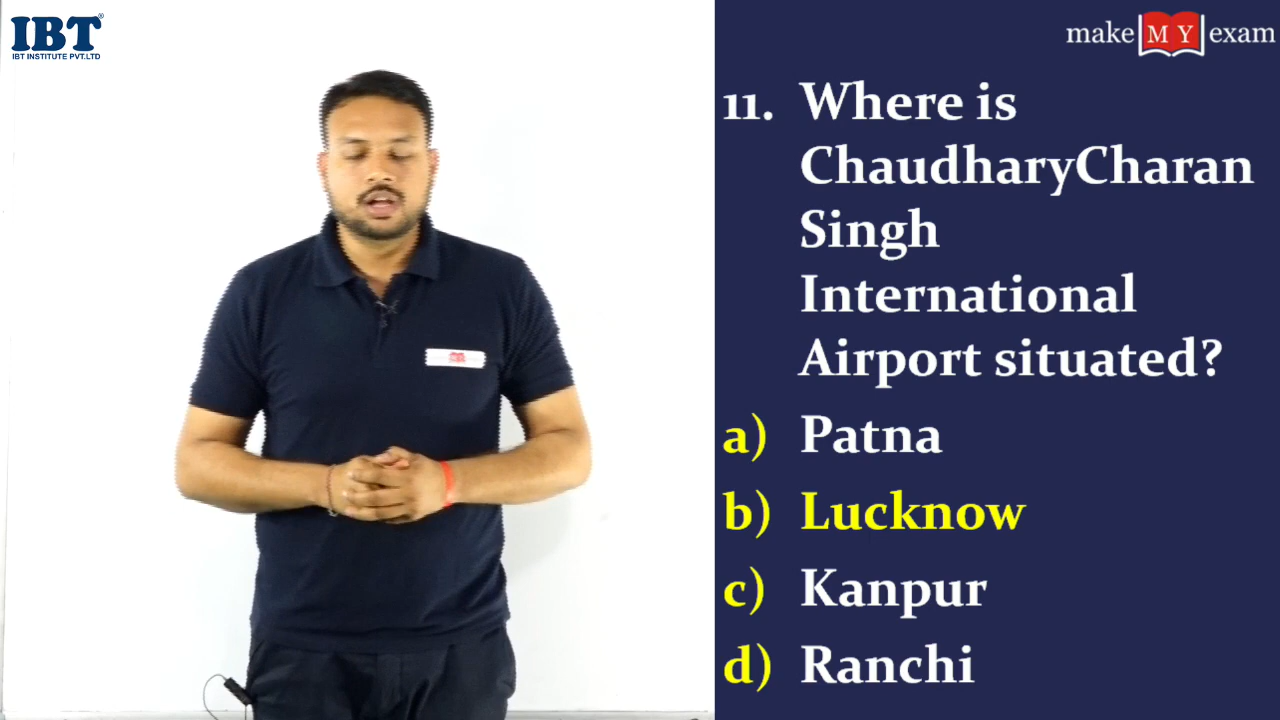 IBT
IBT INSTITUTE PVT.LTD
make MY exam
11. Where is
ChaudharyCharan
Singh
International
Airport situated?
a) Patna
b) Lucknow
c) Kanpur
d) Ranchi